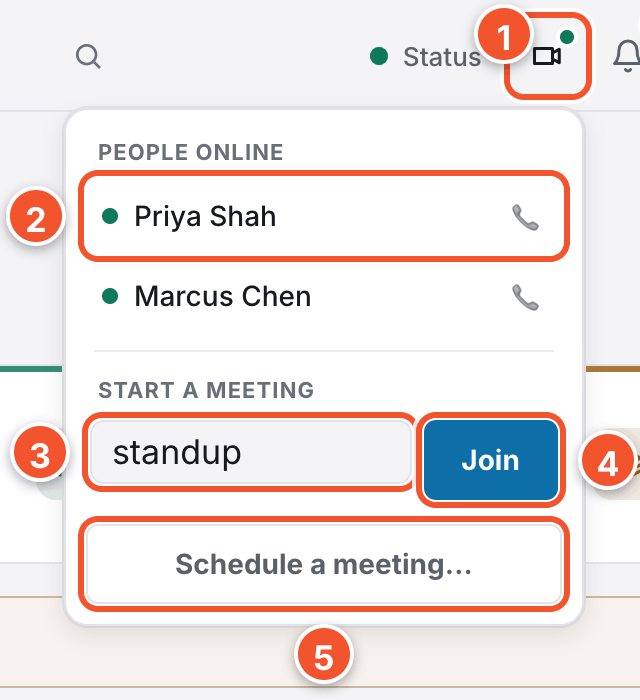 Status
1
PEOPLE ONLINE
2
Priya Shah
Marcus Chen
START A MEETING
3
standup
Join
4
Schedule a meeting...
5